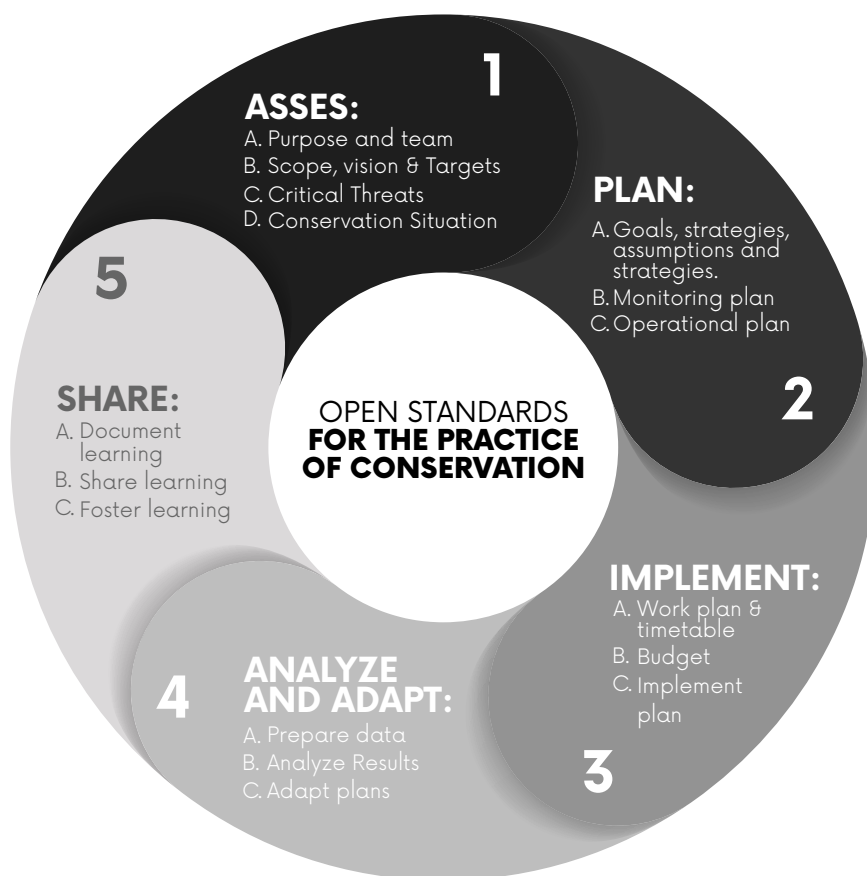 1
ASSES:
A. Purpose and team
B. Scope, vision & Targets
C. Critical Threats
D. Conservation Situation
PLAN:
A. Goals, strategies,
assumptions and
strategies.
B. Monitoring plan
C. Operational plan
2
IMPLEMENT:
A. Work plan &
timetable
B. Budget
C. Implement
plan
3
ANALYZE
AND ADAPT:
4
A. Prepare data
B. Analyze Results
C. Adapt plans
5
SHARE:
A. Document
learning
B. Share learning
C. Foster learning
OPEN STANDARDS
FOR THE PRACTICE
OF CONSERVATION